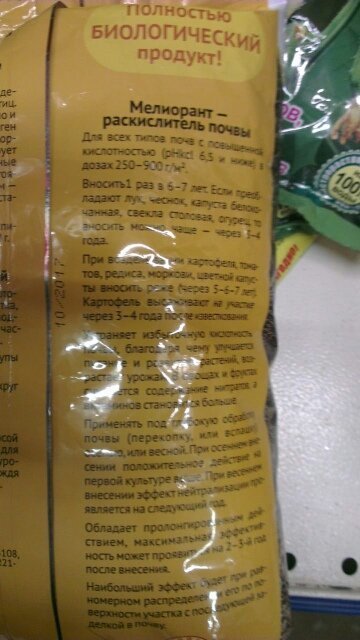 Полностью
БИОЛОГИЧЕСКИЙ
продукт!
Мелиорант —
раскислитель почвы
Для всех типов почв с повышенной
кислотностью (pHkcl 6,5 и ниже) в
дозах 250–900 г/м².
Вносить1 раз в 6–7 лет. Если преоб-
ладают лук, чеснок, капуста белоко-
чанная, свекла столовая, огурец, то
вносить можно чаще — через 3–4
года.
При возделывании картофеля, тома-
тов, редиса, моркови, цветной капус-
ты вносить реже (через 5–6–7 лет).
Картофель высаживают на участке
через 3–4 года после известкования.
Устраняет избыточную кислотность
почвы, благодаря чему улучшается
питание и рост растений, воз-
растает урожай. В овощах и фруктах
содержание нитратов, а
витаминов становится больше.
Применять под глубокую обработку
почвы (перекопку, или вспашку)
или весной. При осеннем вне-
сении положительное действие на
первой культуре выше. При весеннем
внесении эффект нейтрализации про-
является на следующий год.
Обладает пролонгированным дей-
ствием, максимальная эффектив-
ность может проявиться на 2–3-й год
после внесения.
Наибольший эффект будет при рав-
номерном распределении его по по-
верхности участка с последующей за-
делкой в почву.
10/2017
100